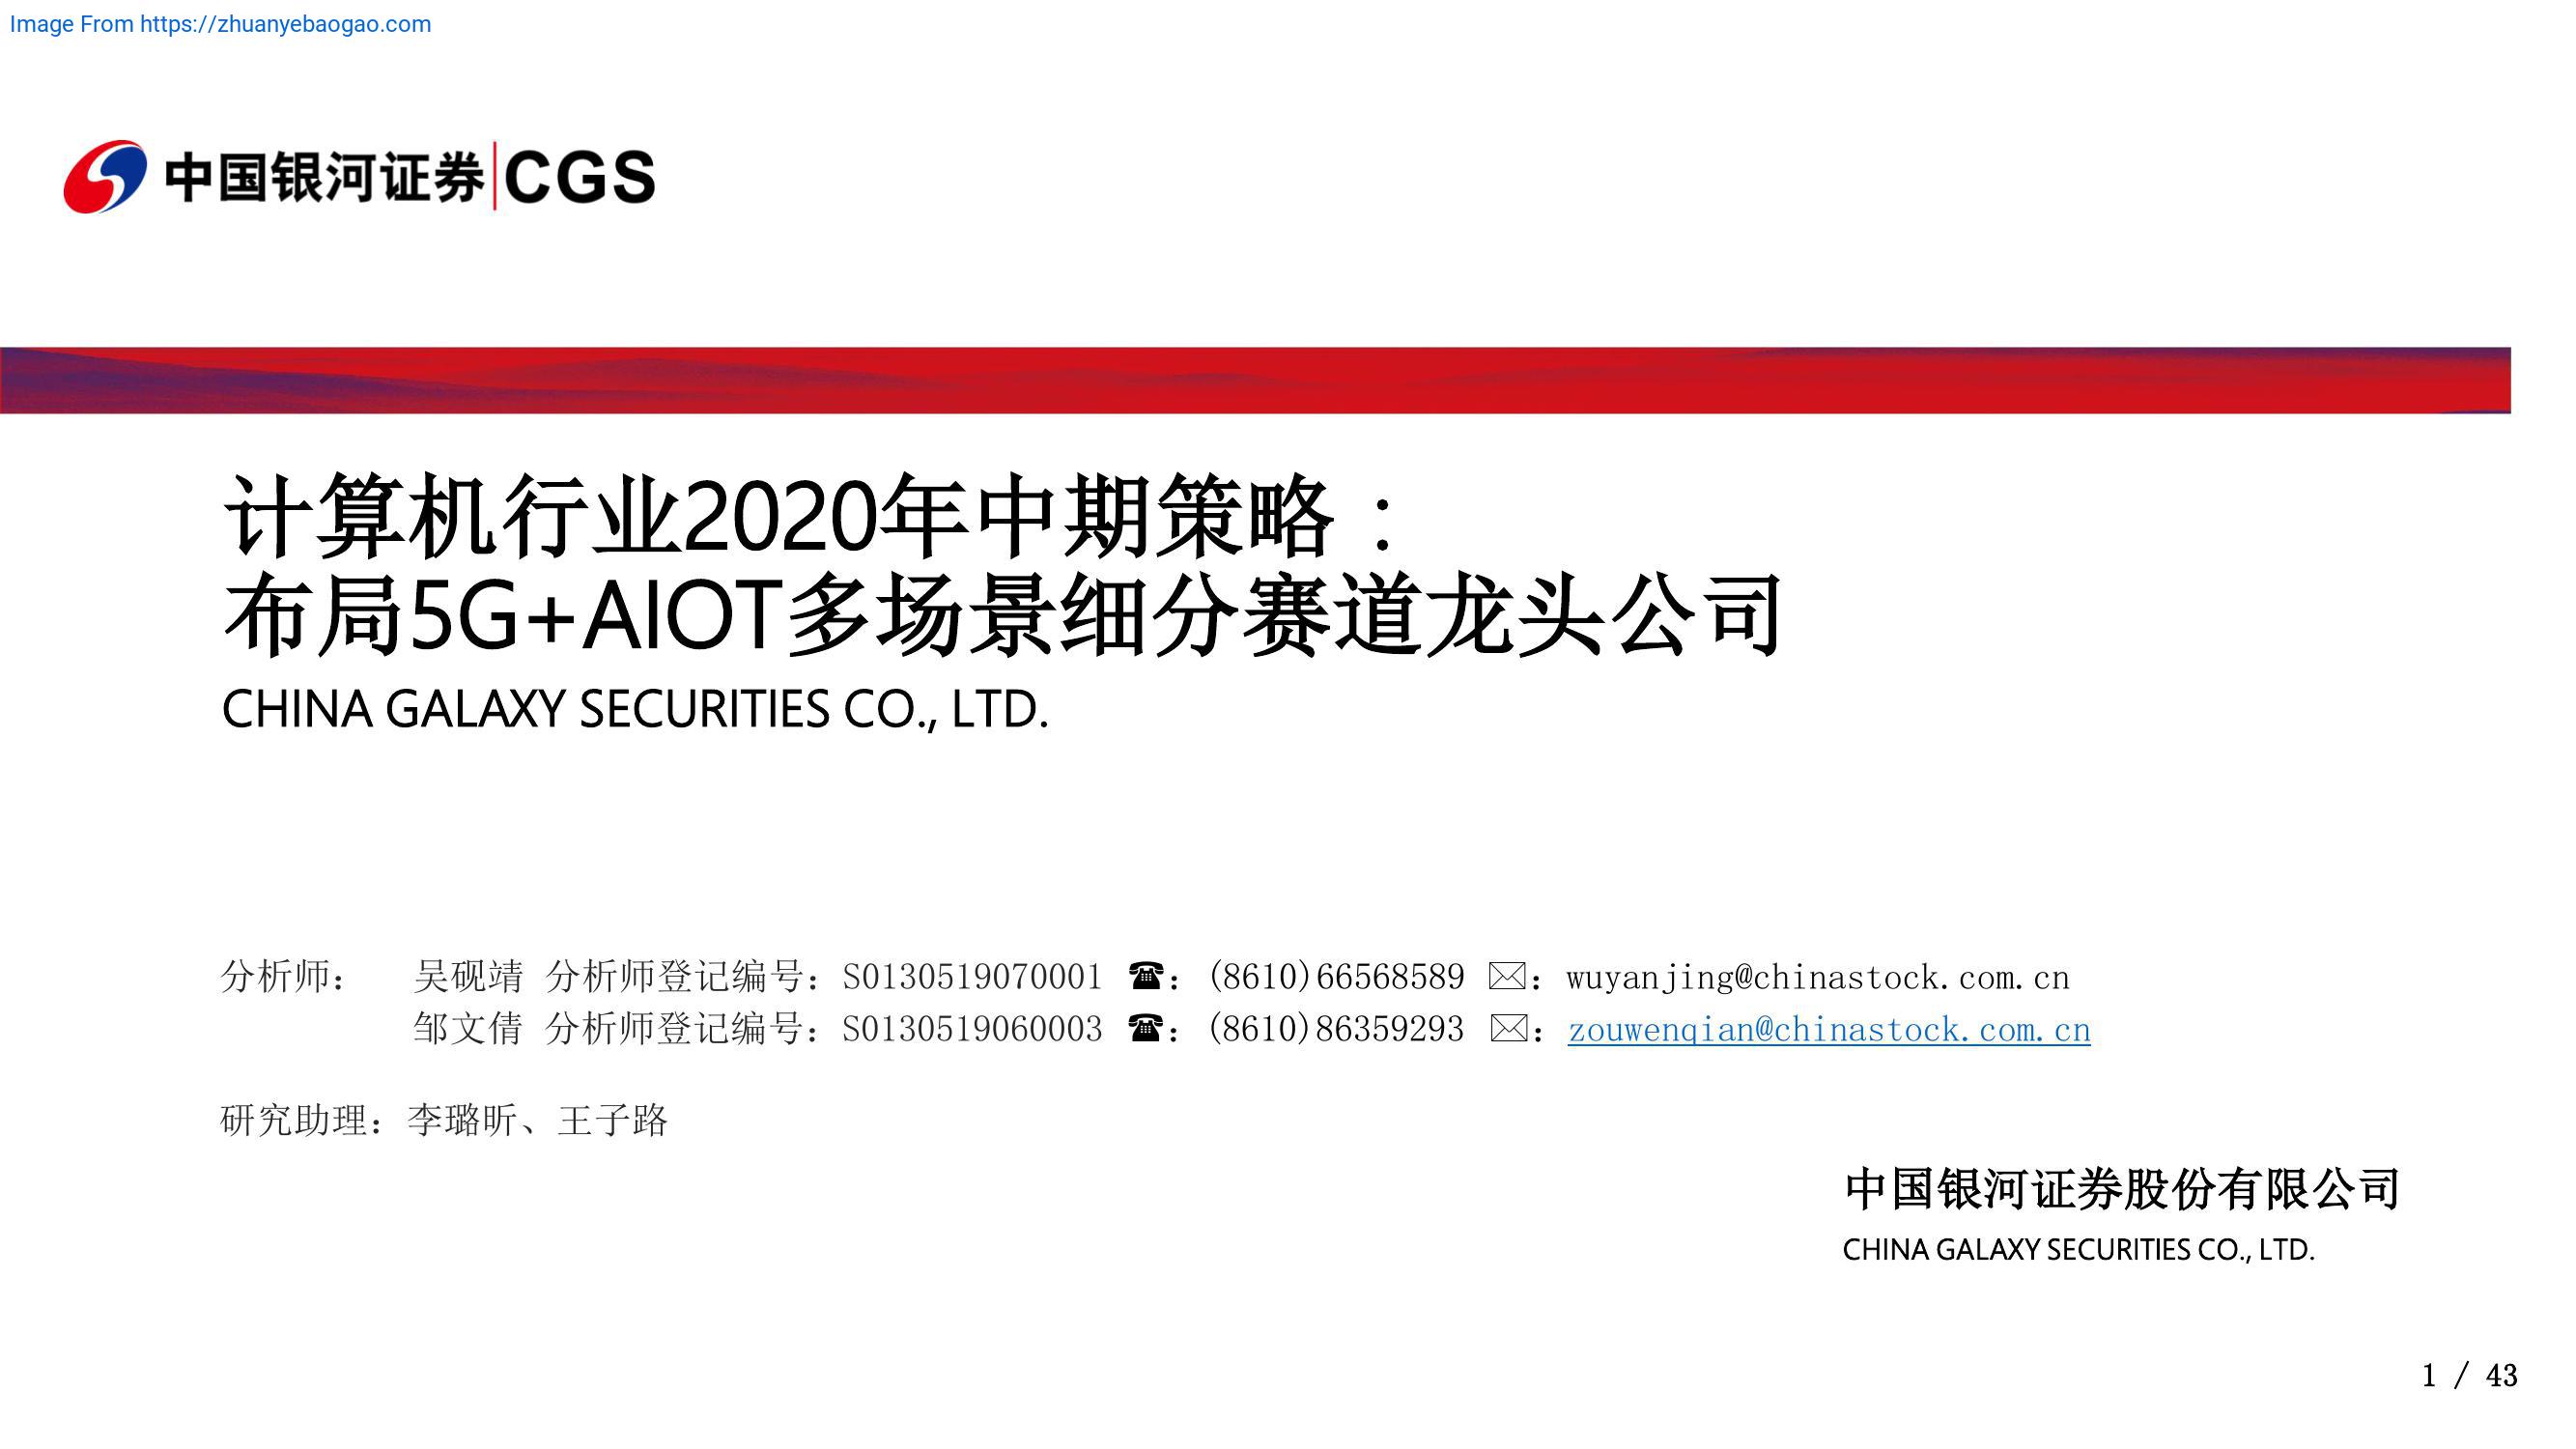 Image From https://zhuanyebaogao.com
中国银河证券|CGS
计算机行业2020年中期策略：
布局5G+AIOT多场景细分赛道龙头公司
CHINA GALAXY SECURITIES CO., LTD.
分析师： 吴砚靖 分析师登记编号：S0130519070001 ☎：(8610)66568589 ✉：wuyanjing@chinastock.com.cn
邹文倩 分析师登记编号：S0130519060003 ☎：(8610)86359293 ✉：zouwenqian@chinastock.com.cn
研究助理：李璐昕、王子路
中国银河证券股份有限公司
CHINA GALAXY SECURITIES CO., LTD.
1 / 43